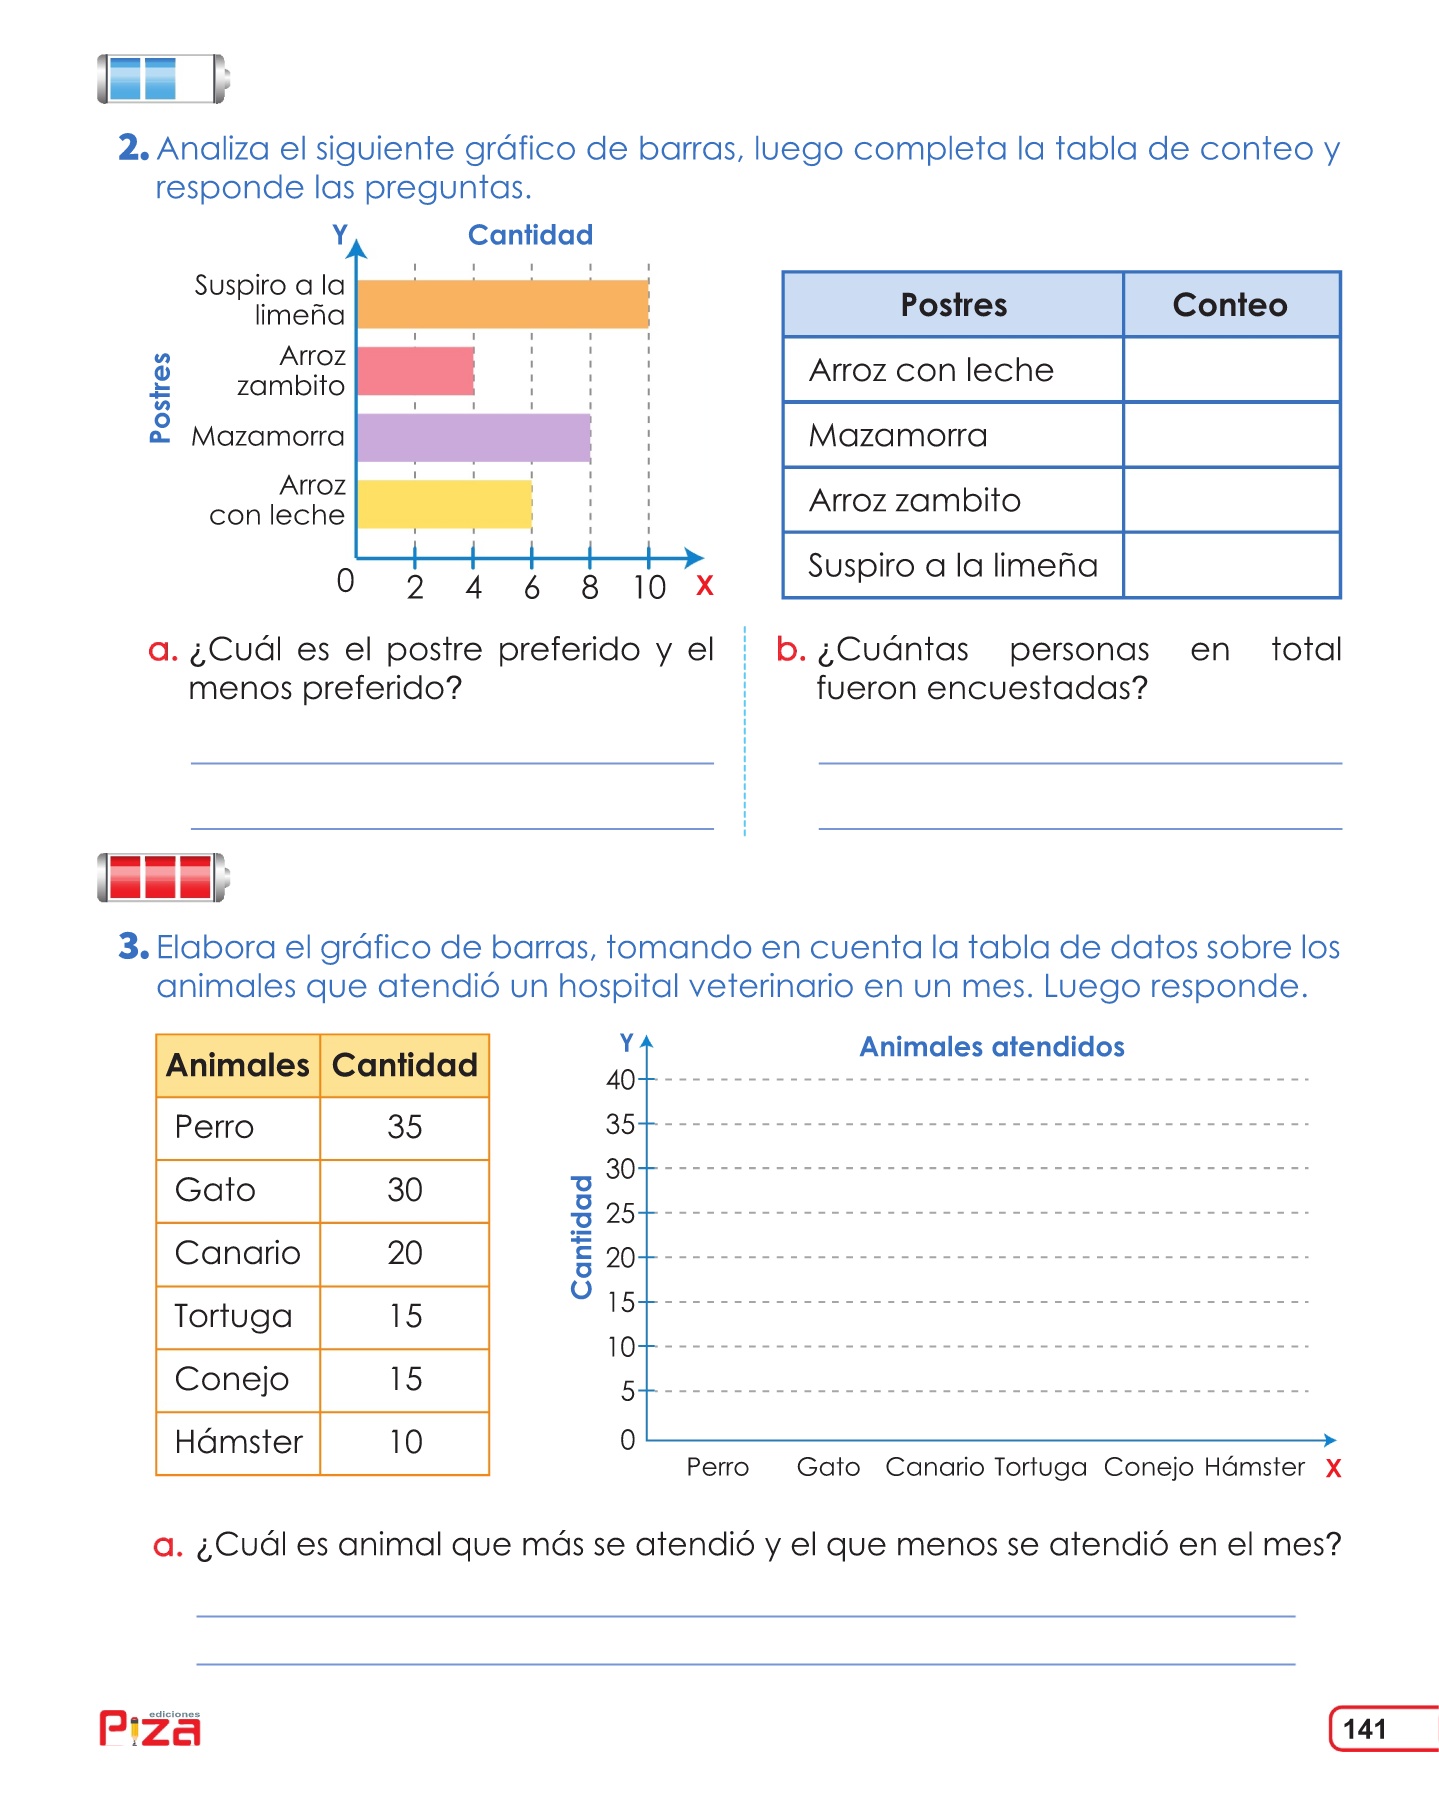 2. Analiza el siguiente gráfico de barras, luego completa la tabla de conteo y
responde las preguntas.
Y
Cantidad
Postres
Suspiro a la
limeña
Arroz
zambito
Mazamorra
Arroz
con leche
0 2 4 6 8 10 X
Postres Conteo
Arroz con leche
Mazamorra
Arroz zambito
Suspiro a la limeña
a. ¿Cuál es el postre preferido y el
menos preferido?
b. ¿Cuántas personas en total
fueron encuestadas?
3. Elabora el gráfico de barras, tomando en cuenta la tabla de datos sobre los
animales que atendió un hospital veterinario en un mes. Luego responde.
Animales Cantidad
Perro 35
Gato 30
Canario 20
Tortuga 15
Conejo 15
Hámster 10
Y
Animales atendidos
Cantidad
40
35
30
25
20
15
10
5
0
Perro Gato Canario Tortuga Conejo Hámster X
a. ¿Cuál es animal que más se atendió y el que menos se atendió en el mes?
ediciones
Piza
141